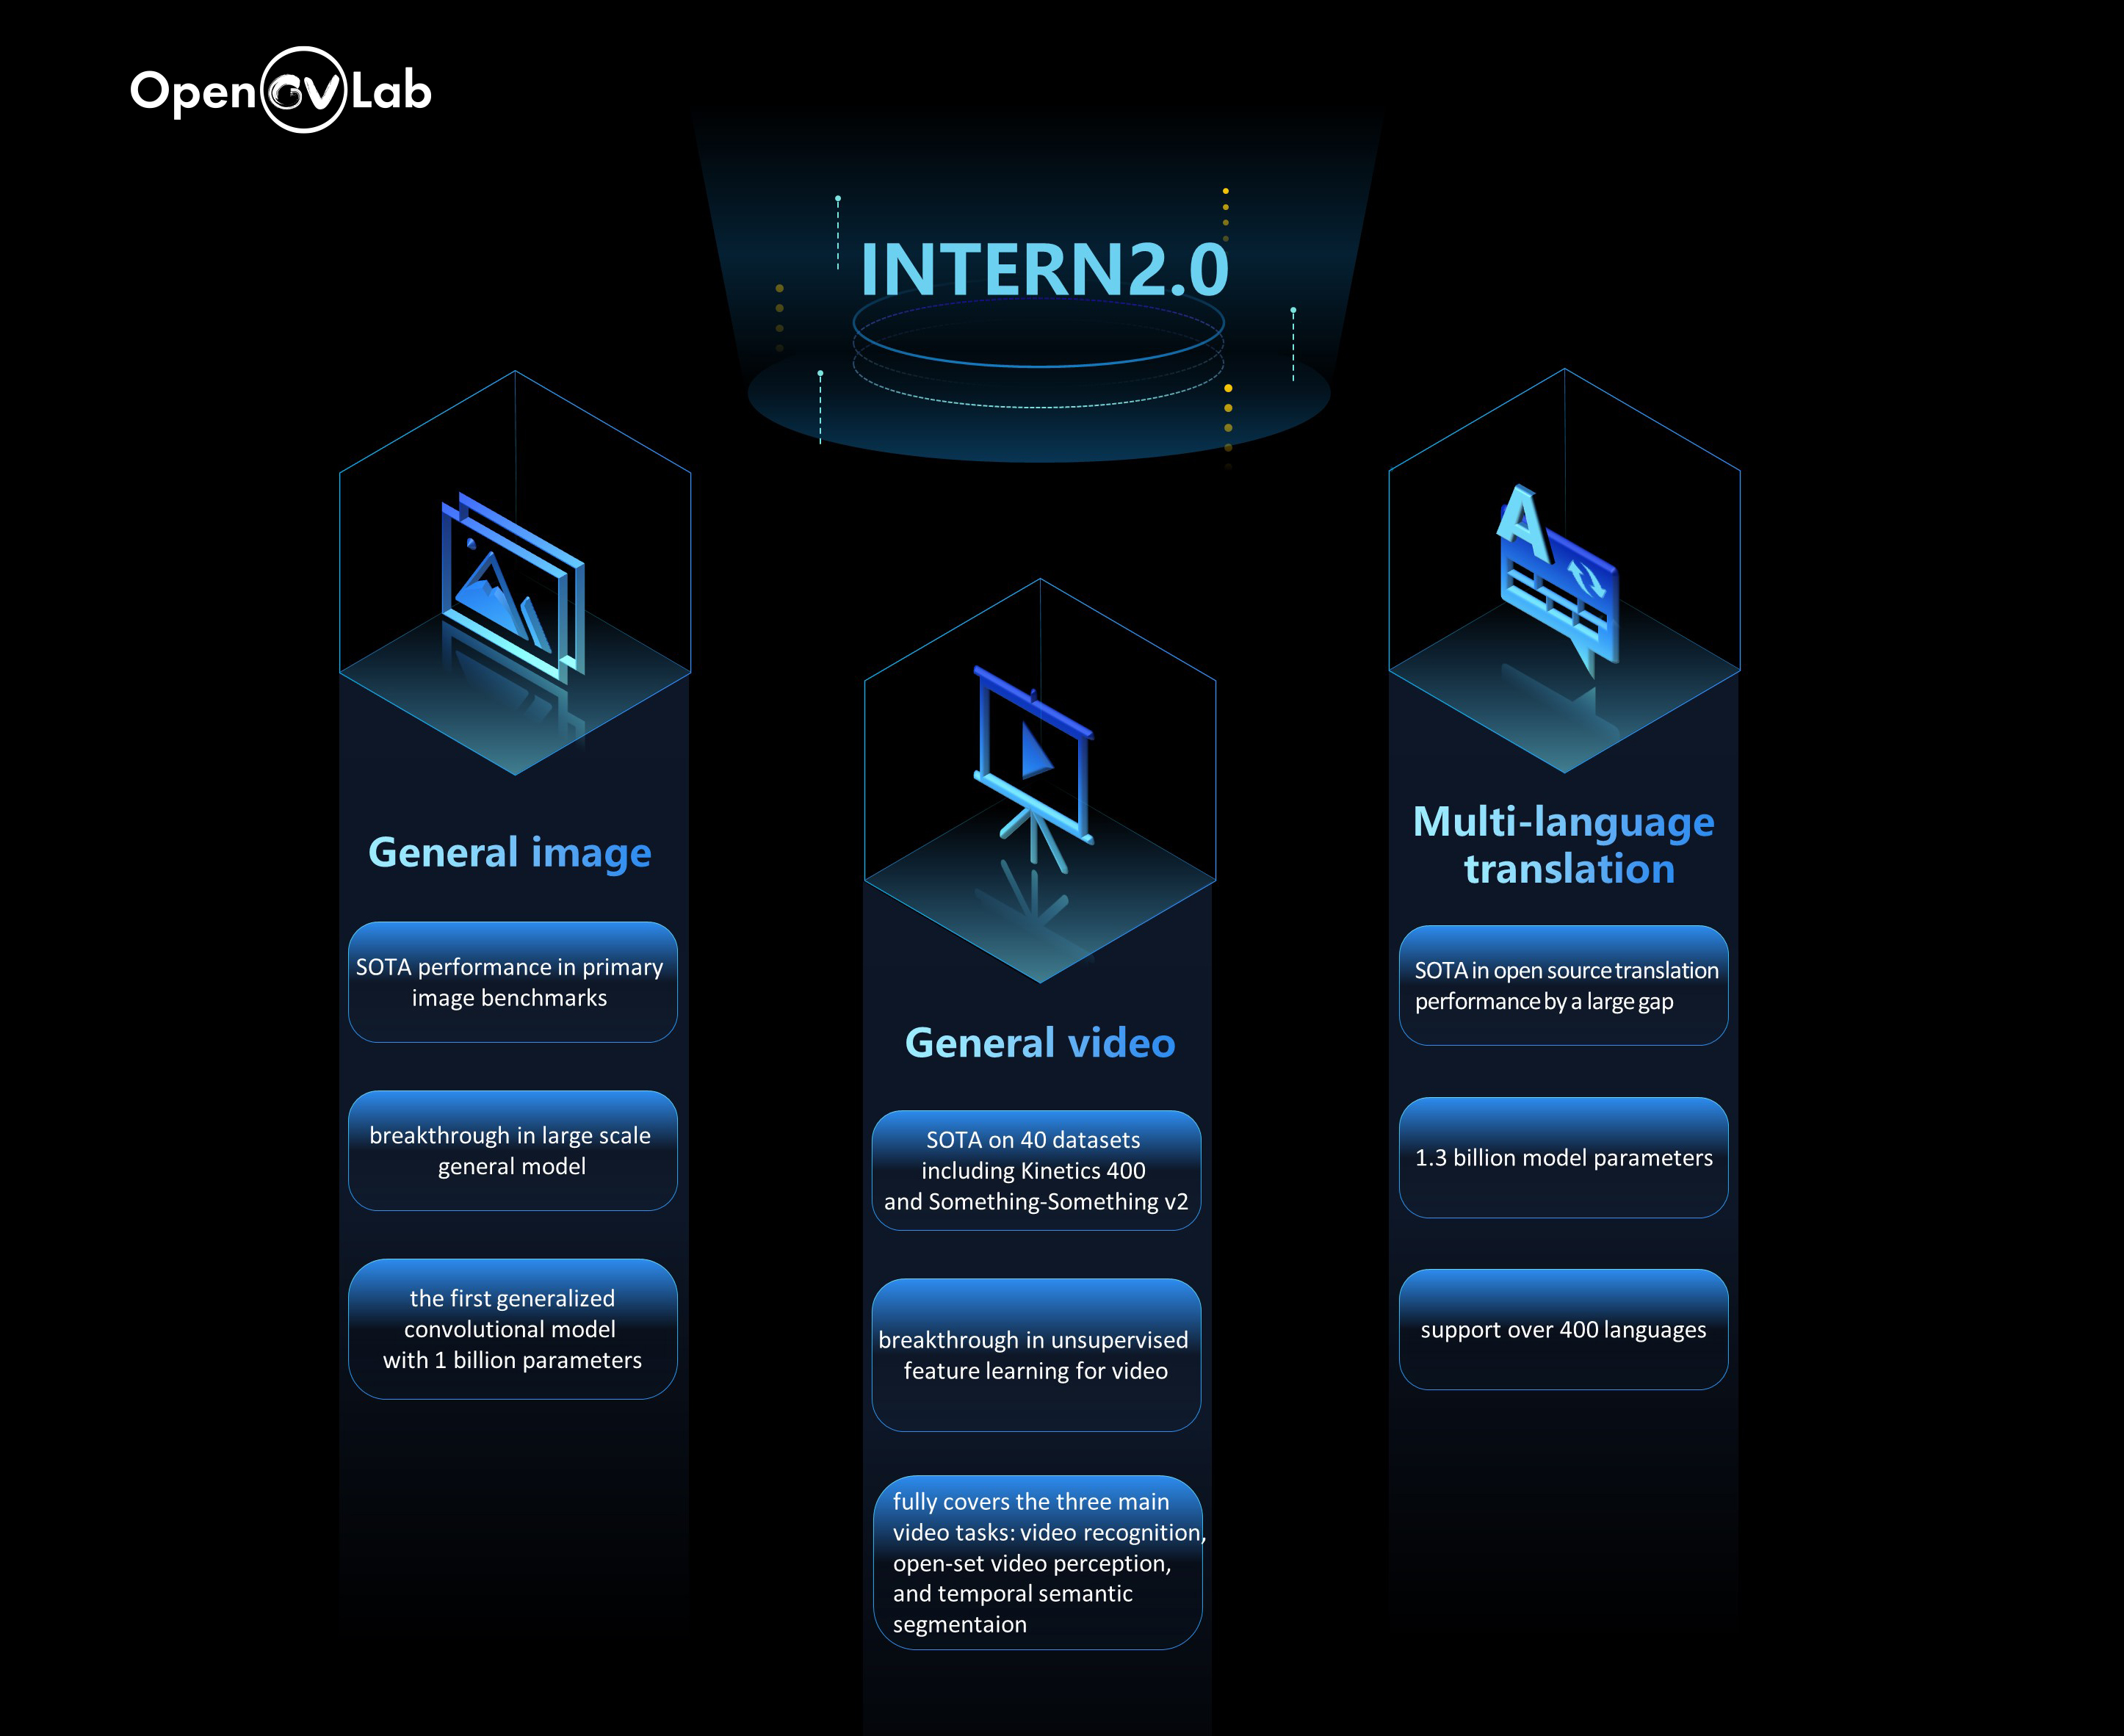 OpenGVLab
INTERN2.0
General image
SOTA performance in primary
image benchmarks
breakthrough in large scale
general model
the first generalized
convolutional model
with 1 billion parameters
General video
SOTA on 40 datasets
including Kinetics 400
and Something-Something v2
breakthrough in unsupervised
feature learning for video
fully covers the three main
video tasks: video recognition,
open-set video perception,
and temporal semantic
segmentaion
Multi-language
translation
SOTA in open source translation
performance by a large gap
1.3 billion model parameters
support over 400 languages